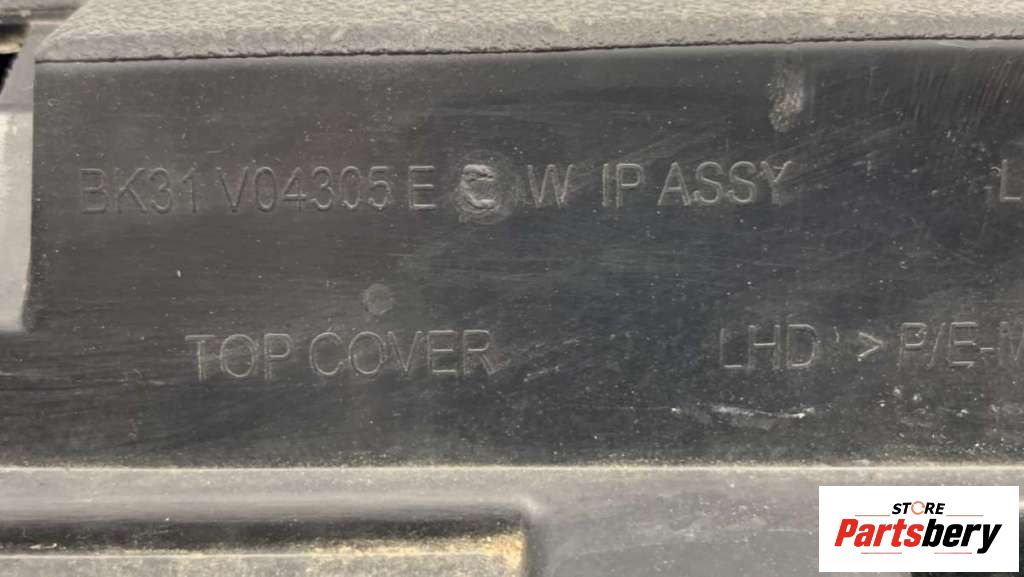 BK31 V04305 E C W IP ASSY L
TOP COVER LHD >P/E-M
STORE
Partsbery